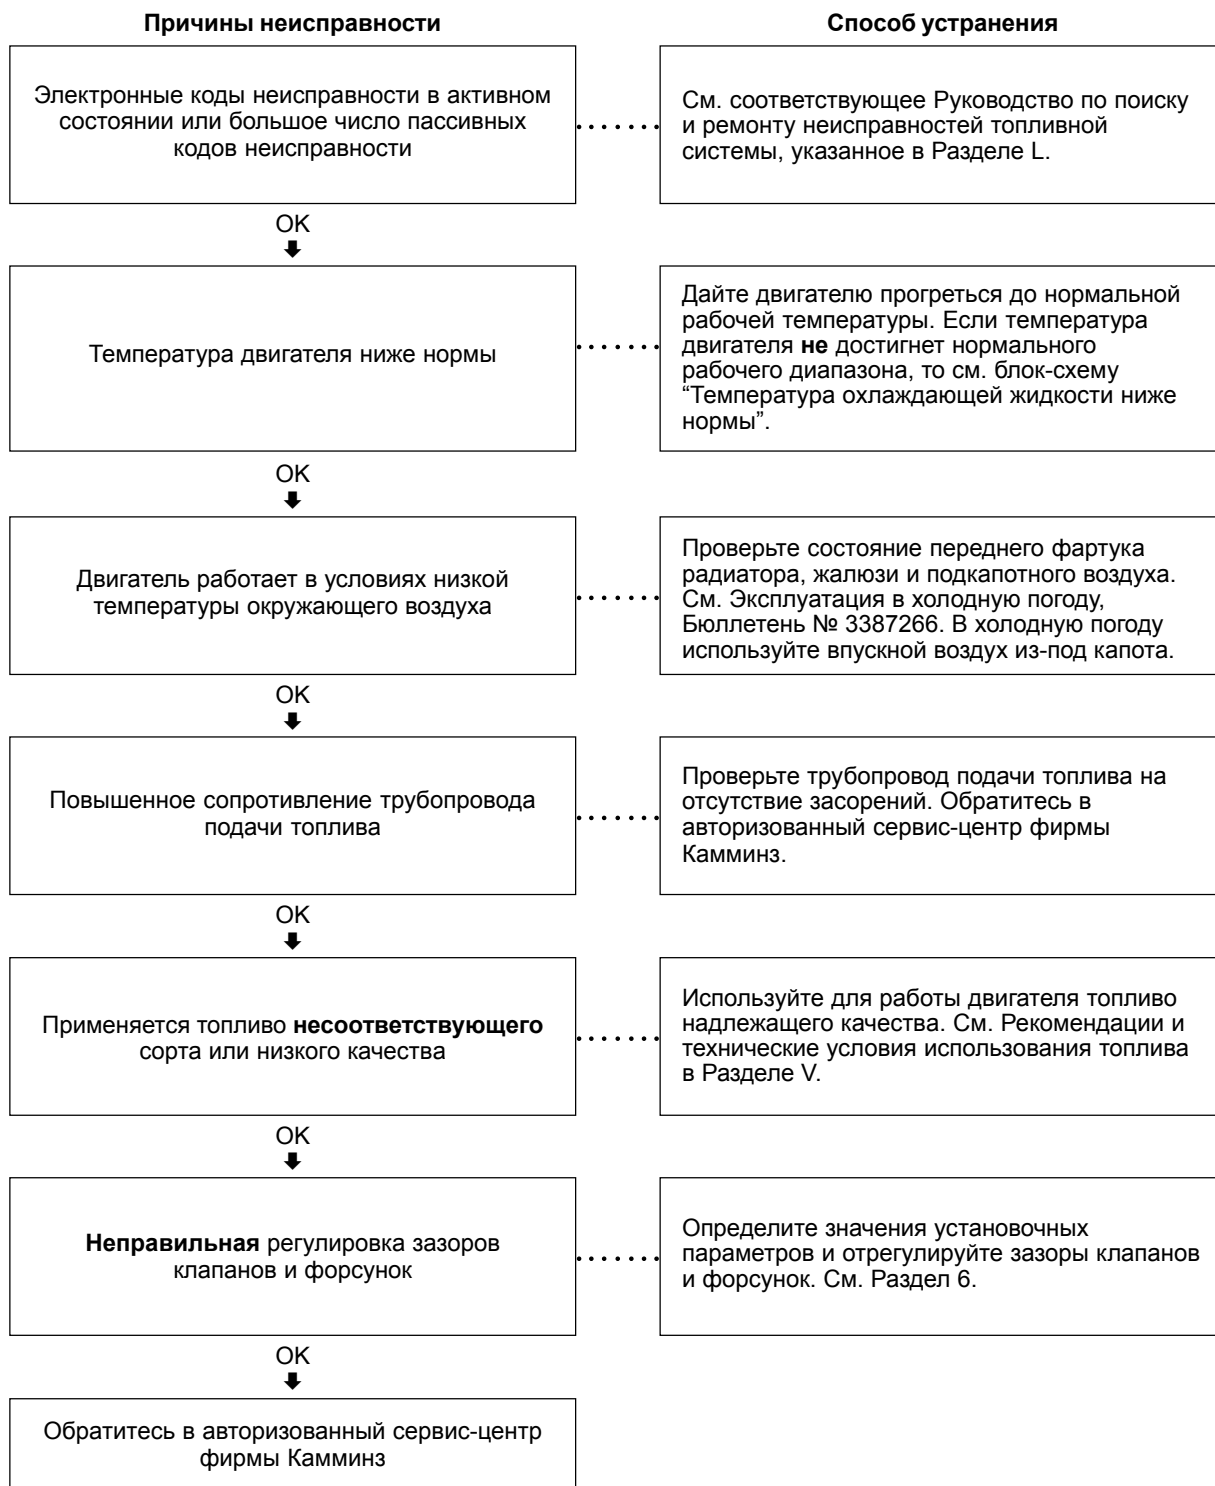 Причины неисправности
Способ устранения
Электронные коды неисправности в активном
состоянии или большое число пассивных
кодов неисправности
См. соответствующее Руководство по поиску
и ремонту неисправностей топливной
системы, указанное в Разделе L.
OK
Температура двигателя ниже нормы
Дайте двигателю прогреться до нормальной
рабочей температуры. Если температура
двигателя не достигнет нормального
рабочего диапазона, то см. блок-схему
“Температура охлаждающей жидкости ниже
нормы”.
OK
Двигатель работает в условиях низкой
температуры окружающего воздуха
Проверьте состояние переднего фартука
радиатора, жалюзи и подкапотного воздуха.
См. Эксплуатация в холодную погоду,
Бюллетень № 3387266. В холодную погоду
используйте впускной воздух из-под капота.
OK
Повышенное сопротивление трубопровода
подачи топлива
Проверьте трубопровод подачи топлива на
отсутствие засорений. Обратитесь в
авторизованный сервис-центр фирмы
Камминз.
OK
Применяется топливо несоответствующего
сорта или низкого качества
Используйте для работы двигателя топливо
надлежащего качества. См. Рекомендации и
технические условия использования топлива
в Разделе V.
OK
Неправильная регулировка зазоров
клапанов и форсунок
Определите значения установочных
параметров и отрегулируйте зазоры клапанов
и форсунок. См. Раздел 6.
OK
Обратитесь в авторизованный сервис-центр
фирмы Камминз